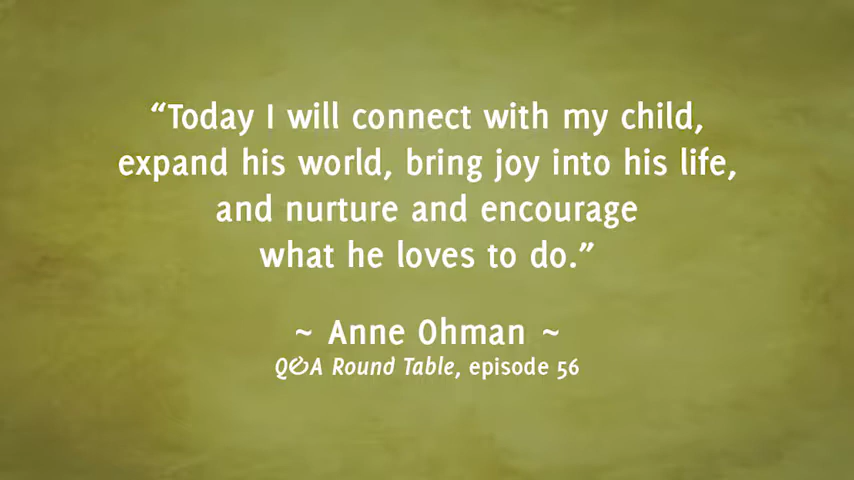 “Today I will connect with my child,
expand his world, bring joy into his life,
and nurture and encourage
what he loves to do.”
~ Anne Ohman ~
Q&A Round Table, episode 56